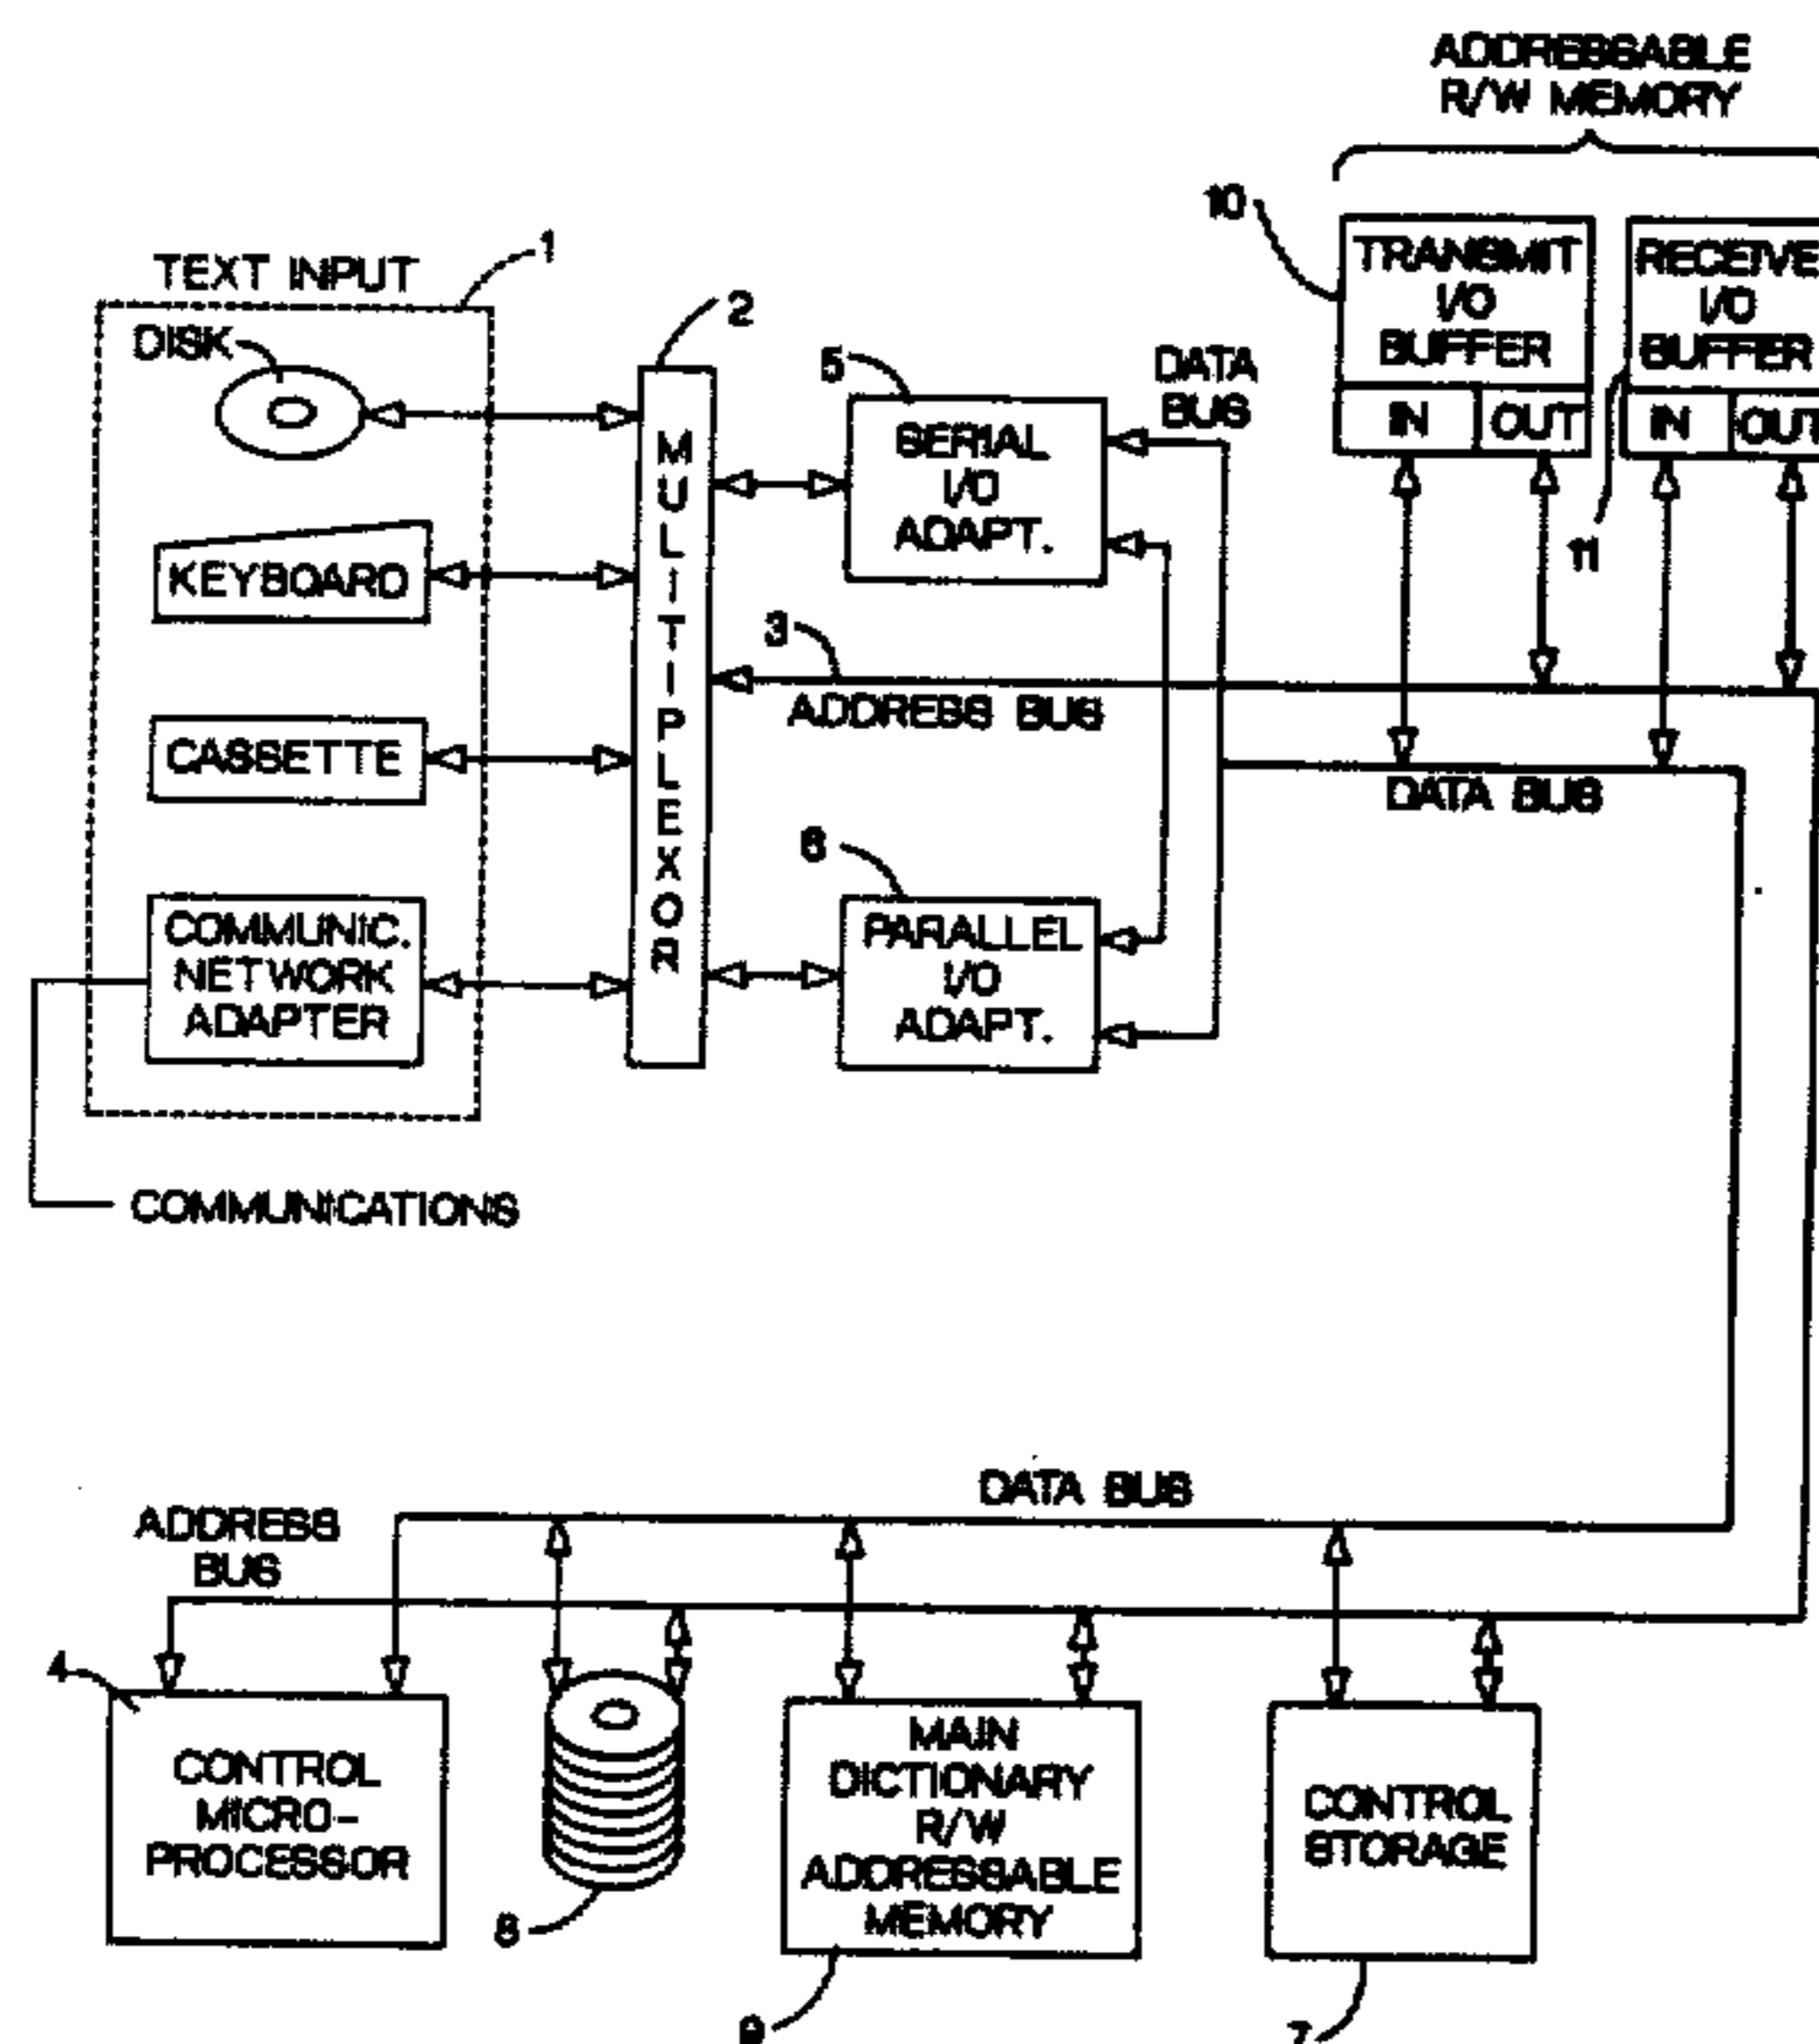 ADDRESSABLE
R/W MEMORY
10
TRANSMIT
I/O
BUFFER
IN OUT
RECEIVE
I/O
BUFFER
IN OUT
11
TEXT INPUT
1
DISK
KEYBOARD
CASSETTE
COMMUNIC.
NETWORK
ADAPTER
COMMUNICATIONS
2
MULITIPLEXOR
5
SERIAL
I/O
ADAPT.
DATA
BUS
3
ADDRESS BUS
DATA BUS
6
PARALLEL
I/O
ADAPT.
DATA BUS
ADDRESS
BUS
4
CONTROL
MICRO-
PROCESSOR
8
MAIN
DICTIONARY
R/W
ADDRESSABLE
MEMORY
9
CONTROL
STORAGE
7